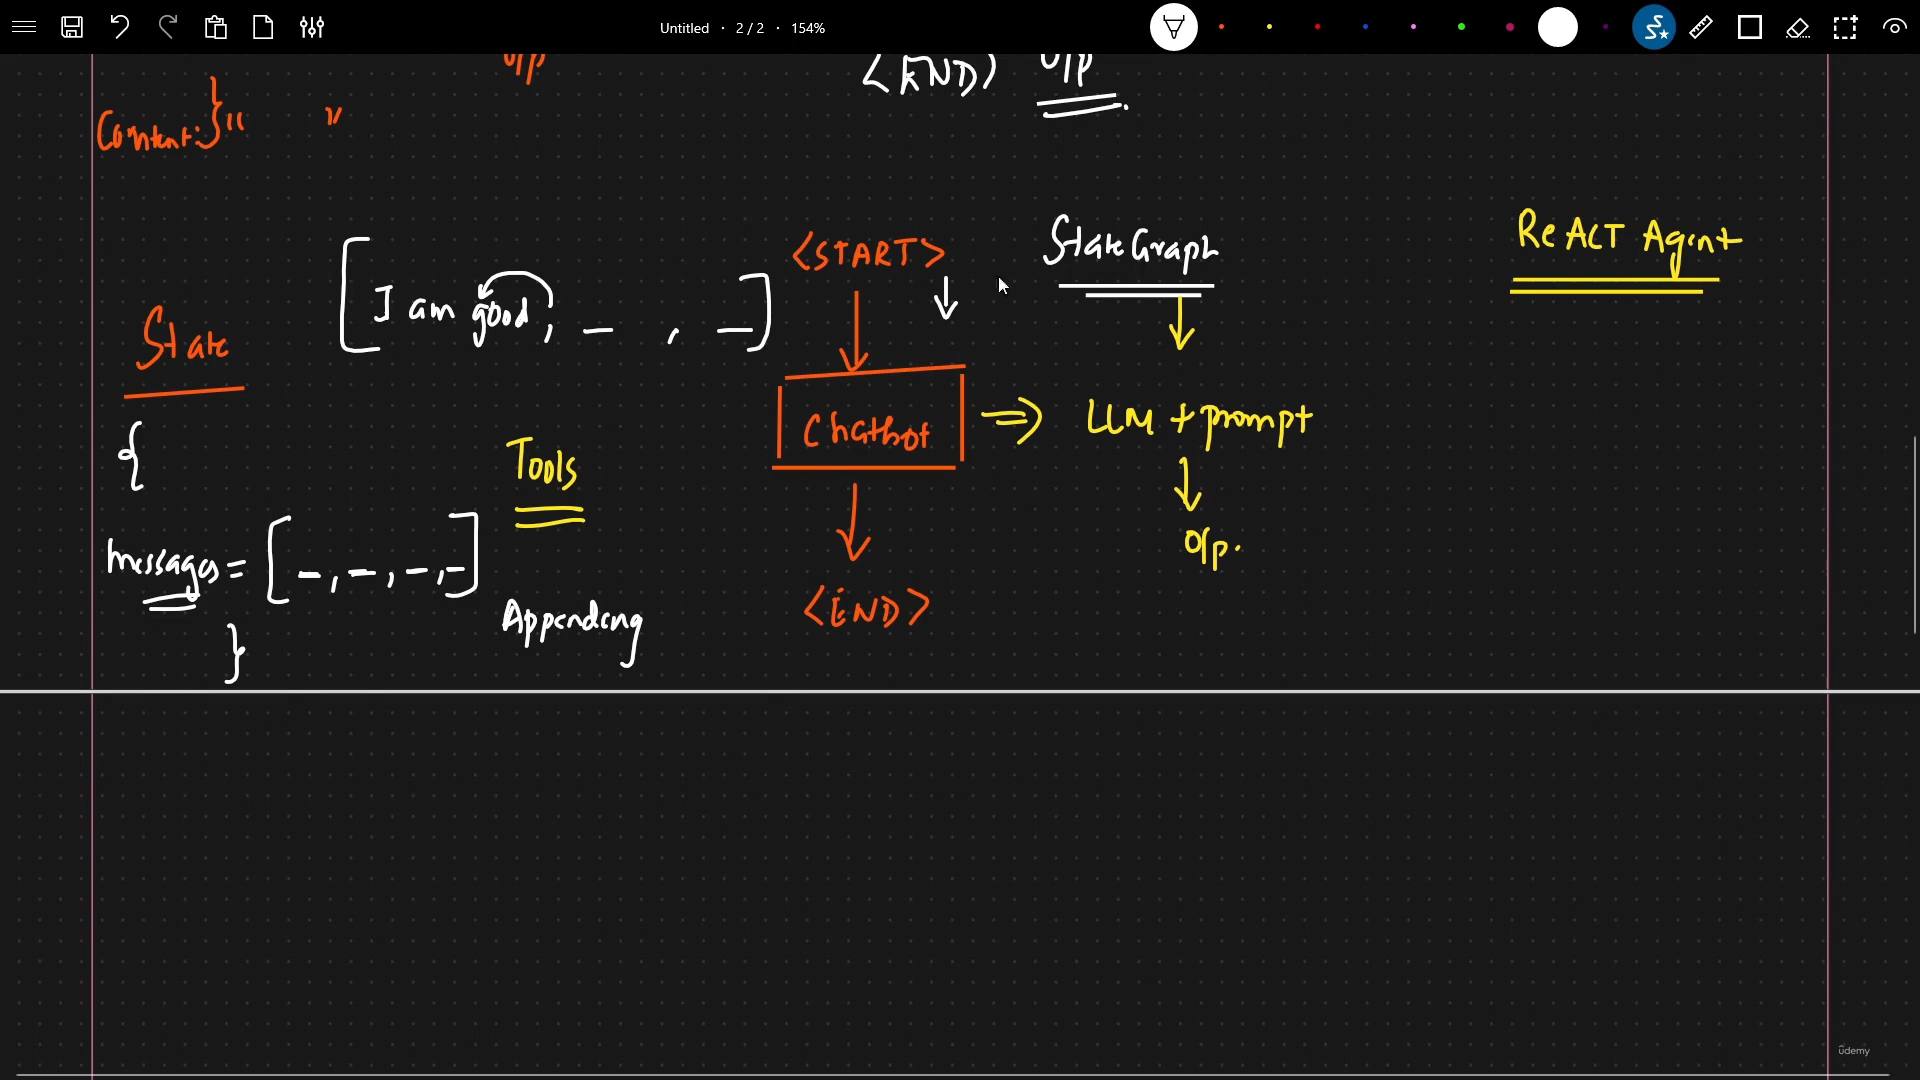 Untitled · 2 / 2 · 154%
o/p
<END> o/p
Content: } " "
<START>
StateGraph
ReACT Agent
[ I am good, _ , _ ]
State
{
Chatbot => LLM + prompt
Tools
o/p.
messages = [ _, _, _, _ ]
Appending
<END>
}
udemy